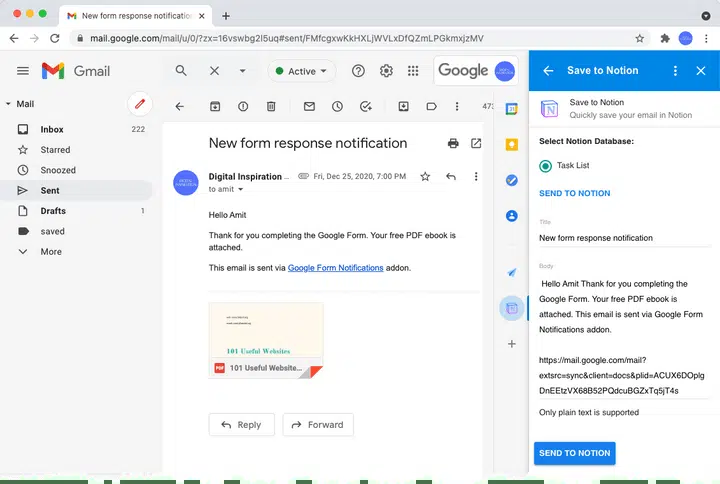 New form response notification
mail.google.com/mail/u/0/?zx=16vswbg2l5uq#sent/FMfcgxwKkHXLjWVLxDfQZmLPGkmxjzMV
Gmail
Active
Google
Save to Notion
Mail
Inbox 222
Starred
Snoozed
Sent
Drafts 1
saved
More
473
New form response notification
Digital Inspiration ... Fri, Dec 25, 2020, 7:00 PM
to amit
Hello Amit
Thank for you completing the Google Form. Your free PDF ebook is
attached.
This email is sent via Google Form Notifications addon.
101 Useful Websites
PDF 101 Useful Website...
Reply Forward
Save to Notion
Quickly save your email in Notion
Select Notion Database:
Task List
SEND TO NOTION
Title
New form response notification
Body
Hello Amit Thank for you completing the
Google Form. Your free PDF ebook is
attached. This email is sent via Google Form
Notifications addon.
https://mail.google.com/mail?
extsrc=sync&client=docs&plid=ACUX6DOplg
DnEEtzVX68B52PQdcuBGZxTq5jT4s
Only plain text is supported
SEND TO NOTION